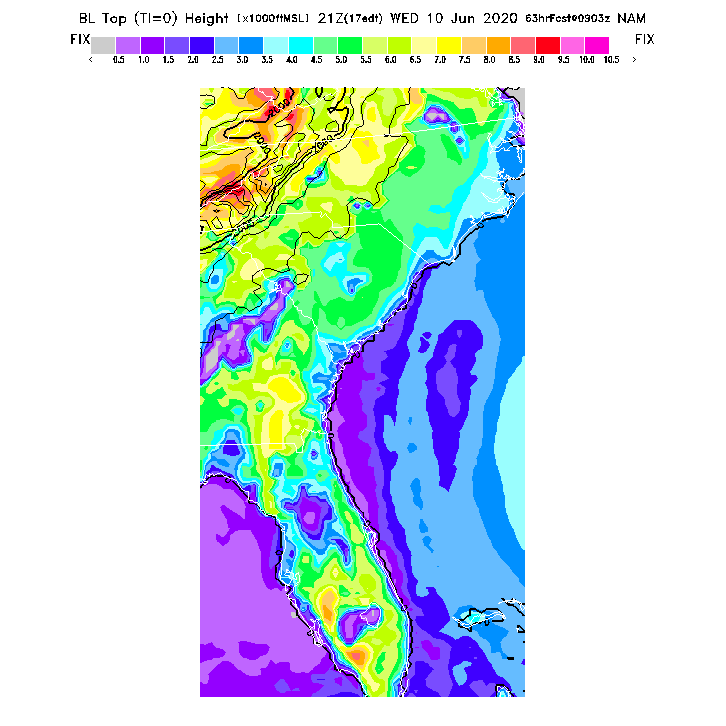 BL Top (TI=0) Height [x1000ftMSL] 21Z(17edt) WED 10 Jun 2020 63hrFcst@0903z NAM
FIX FIX
< 0.5 1.0 1.5 2.0 2.5 3.0 3.5 4.0 4.5 5.0 5.5 6.0 6.5 7.0 7.5 8.0 8.5 9.0 9.5 10.0 10.5 >
2000
2000
2000